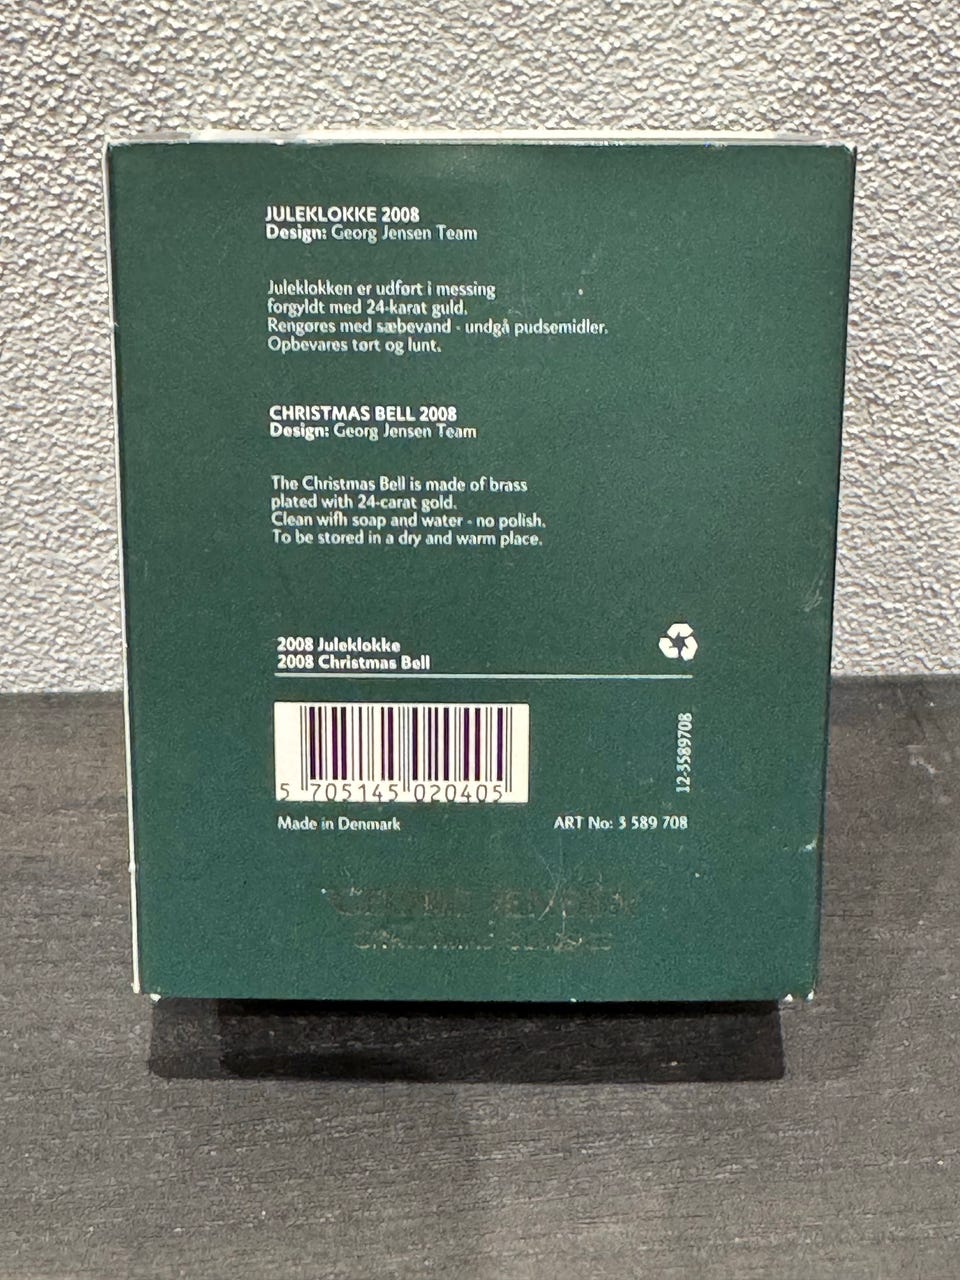 JULEKLOKKE 2008
Design: Georg Jensen Team
Juleklokken er udført i messing
forgyldt med 24-karat guld.
Rengøres med sæbevand - undgå pudsemidler.
Opbevares tørt og lunt.
CHRISTMAS BELL 2008
Design: Georg Jensen Team
The Christmas Bell is made of brass
plated with 24-carat gold.
Clean wifh soap and water - no polish.
To be stored in a dry and warm place.
2008 Juleklokke
2008 Christmas Bell
12-3589708
5 705145 020405
Made in Denmark
ART No: 3 589 708
GEORG JENSEN